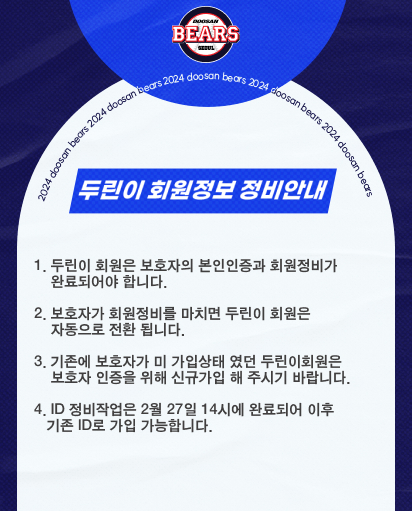 DOOSAN
BEARS
SEOUL
2024 doosan bears 2024 doosan bears 2024 doosan bears 2024 doosan bears 2024 doosan bears
두린이 회원정보 정비안내
1. 두린이 회원은 보호자의 본인인증과 회원정비가
완료되어야 합니다.
2. 보호자가 회원정비를 마치면 두린이 회원은
자동으로 전환 됩니다.
3. 기존에 보호자가 미 가입상태 였던 두린이회원은
보호자 인증을 위해 신규가입 해 주시기 바랍니다.
4. ID 정비작업은 2월 27일 14시에 완료되어 이후
기존 ID로 가입 가능합니다.